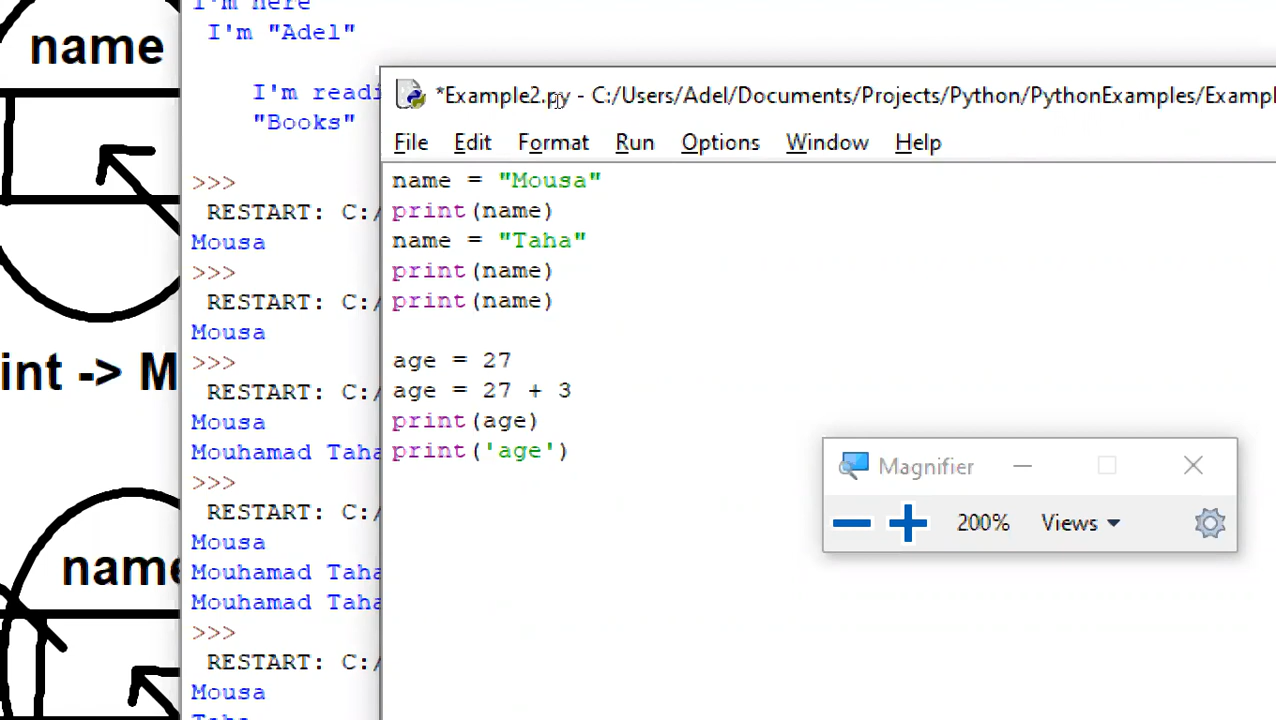 name
int -> M
name
I'm here
I'm "Adel"
I'm readi
"Books"
>>>
RESTART: C:/
Mousa
>>>
RESTART: C:/
Mousa
>>>
RESTART: C:/
Mousa
Mouhamad Taha
>>>
RESTART: C:/
Mousa
Mouhamad Taha
Mouhamad Taha
>>>
RESTART: C:/
Mousa
Taha
*Example2.py - C:/Users/Adel/Documents/Projects/Python/PythonExamples/Exampl
File Edit Format Run Options Window Help
name = "Mousa"
print(name)
name = "Taha"
print(name)
print(name)
age = 27
age = 27 + 3
print(age)
print('age')
Magnifier
200% Views